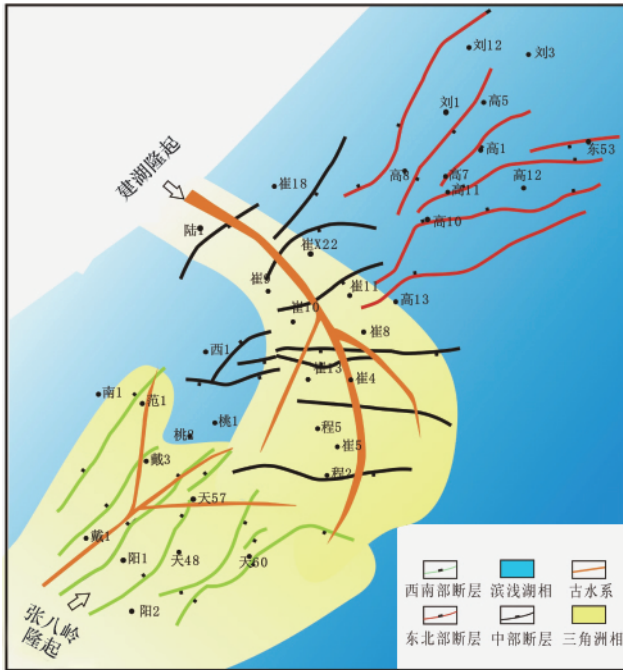 刘12
刘3
高5
刘1
高1
东53
建湖隆起
崔18
高8
高7
高11
高12
陆1
高10
崔X22
崔9
崔11
高13
崔10
崔8
西1
崔13
崔4
南1
范1
桃1
桃2
程5
崔5
戴3
程2
天57
戴1
阳1
天48
天60
阳2
张八岭
隆起
西南部断层 滨浅湖相 古水系
东北部断层 中部断层 三角洲相